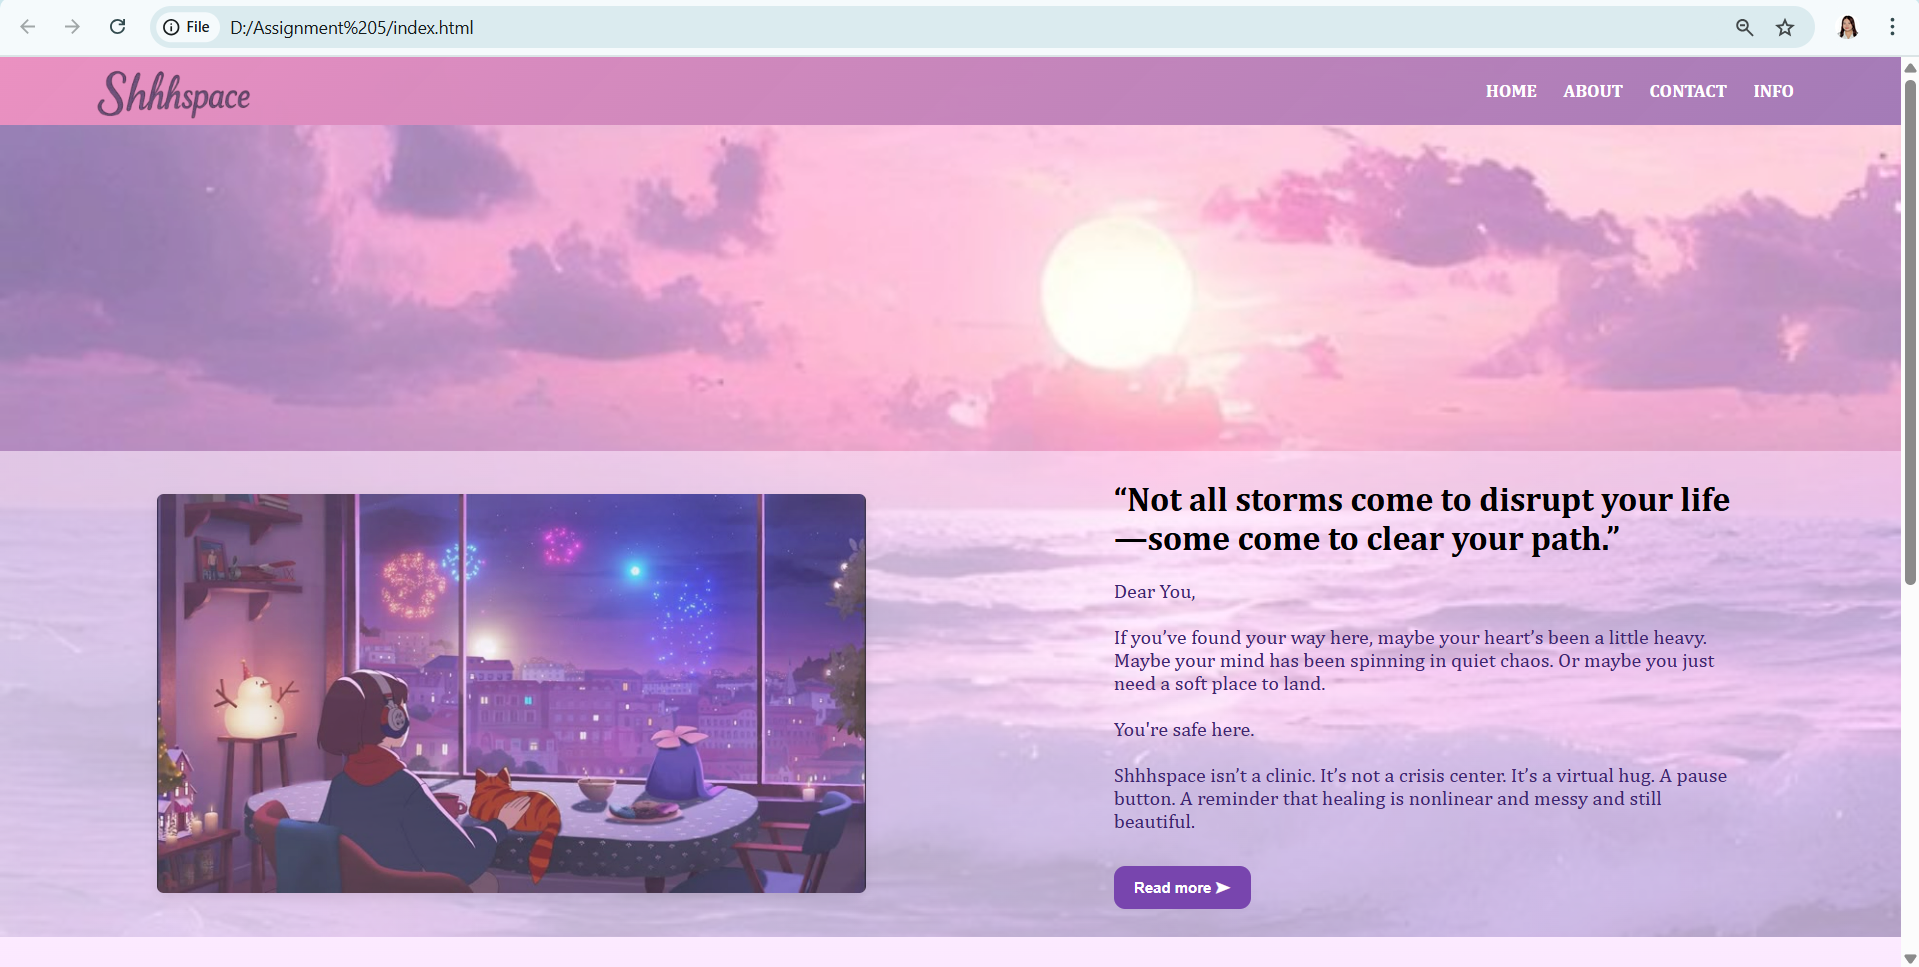 File D:/Assignment%205/index.html
Shhhspace HOME ABOUT CONTACT INFO
“Not all storms come to disrupt your life
—some come to clear your path.”
Dear You,
If you’ve found your way here, maybe your heart’s been a little heavy.
Maybe your mind has been spinning in quiet chaos. Or maybe you just
need a soft place to land.
You're safe here.
Shhhspace isn’t a clinic. It’s not a crisis center. It’s a virtual hug. A pause
button. A reminder that healing is nonlinear and messy and still
beautiful.
Read more ➤